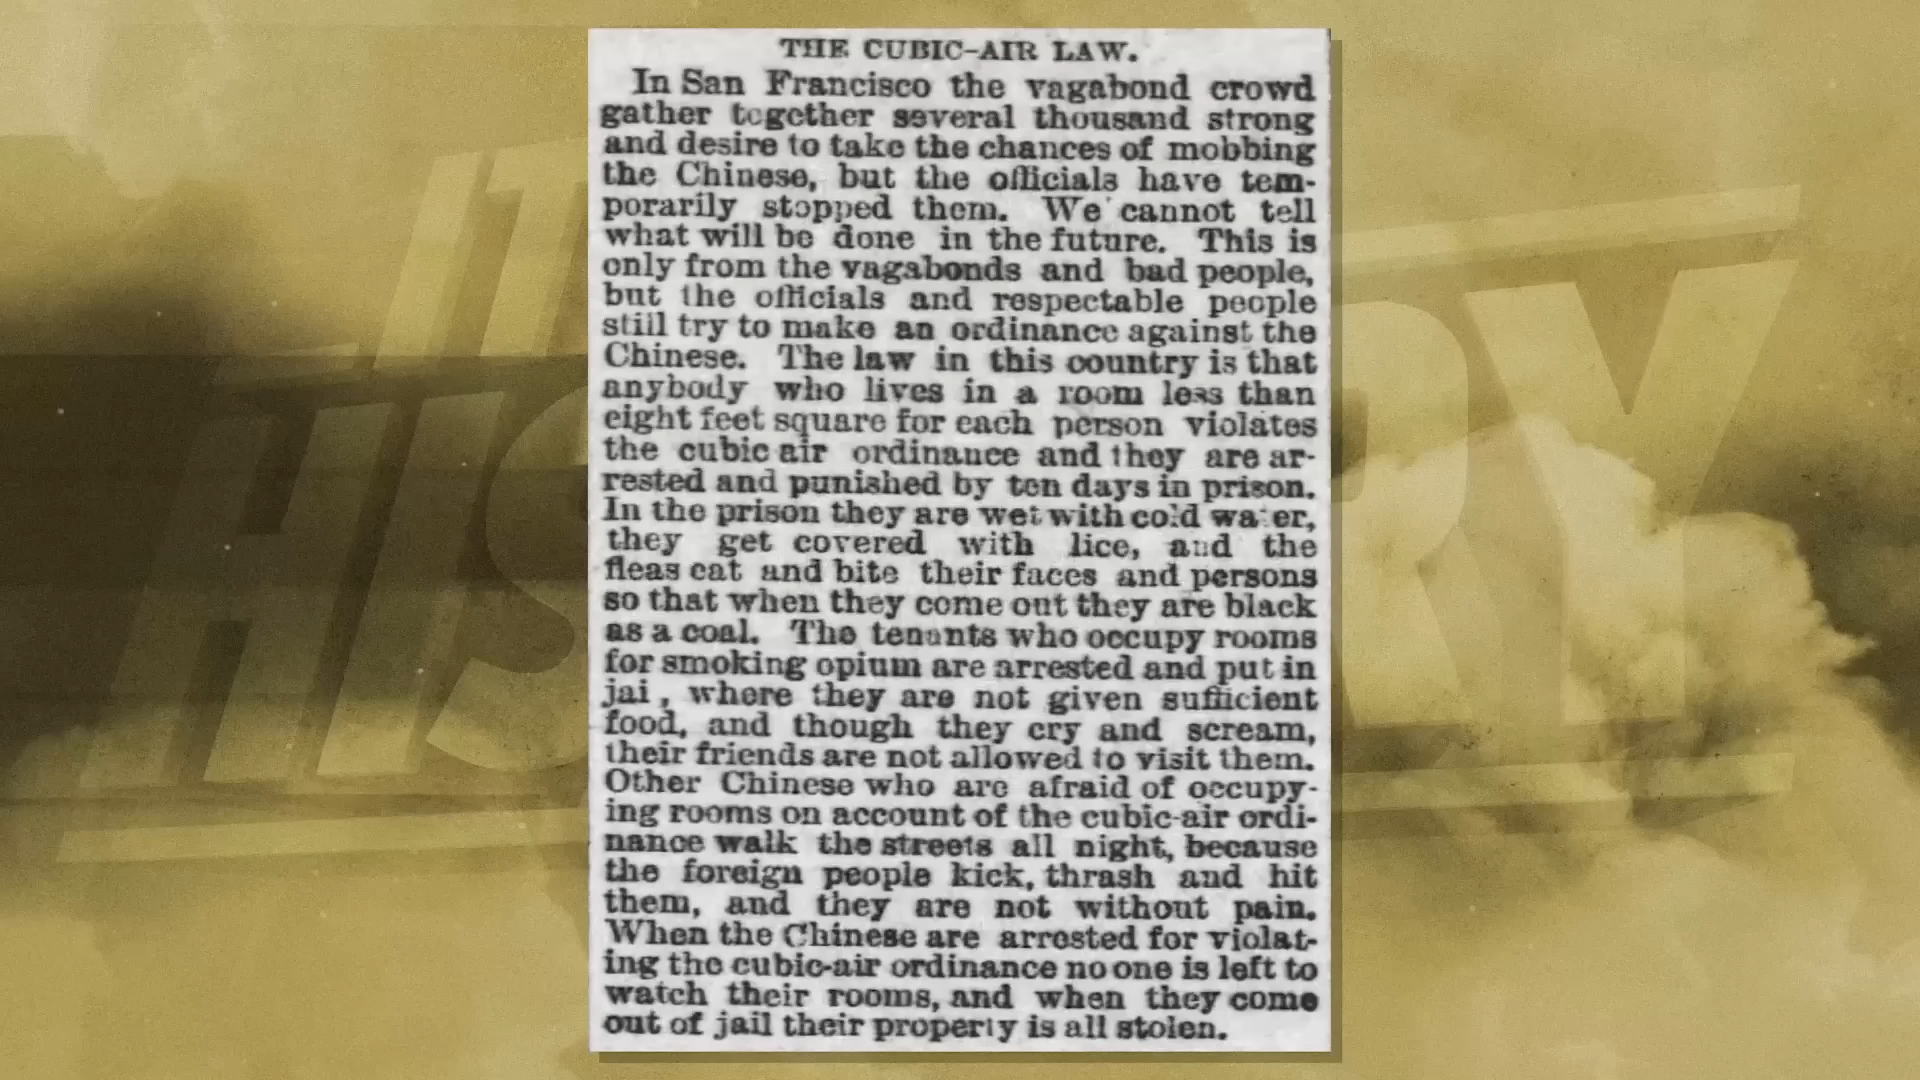 IT'S
HISTORY
THE CUBIC-AIR LAW.
In San Francisco the vagabond crowd
gather together several thousand strong
and desire to take the chances of mobbing
the Chinese, but the officials have tem-
porarily stopped them. We cannot tell
what will be done in the future. This is
only from the vagabonds and bad people,
but the officials and respectable people
still try to make an ordinance against the
Chinese. The law in this country is that
anybody who lives in a room less than
eight feet square for each person violates
the cubic air ordinance and they are ar-
rested and punished by ten days in prison.
In the prison they are wet with cold water,
they get covered with lice, and the
fleas eat and bite their faces and persons
so that when they come out they are black
as a coal. The tenants who occupy rooms
for smoking opium are arrested and put in
jai, where they are not given sufficient
food, and though they cry and scream,
their friends are not allowed to visit them.
Other Chinese who are afraid of occupy-
ing rooms on account of the cubic-air ordi-
nance walk the streets all night, because
the foreign people kick, thrash and hit
them, and they are not without pain.
When the Chinese are arrested for violat-
ing the cubic-air ordinance no one is left to
watch their rooms, and when they come
out of jail their property is all stolen.